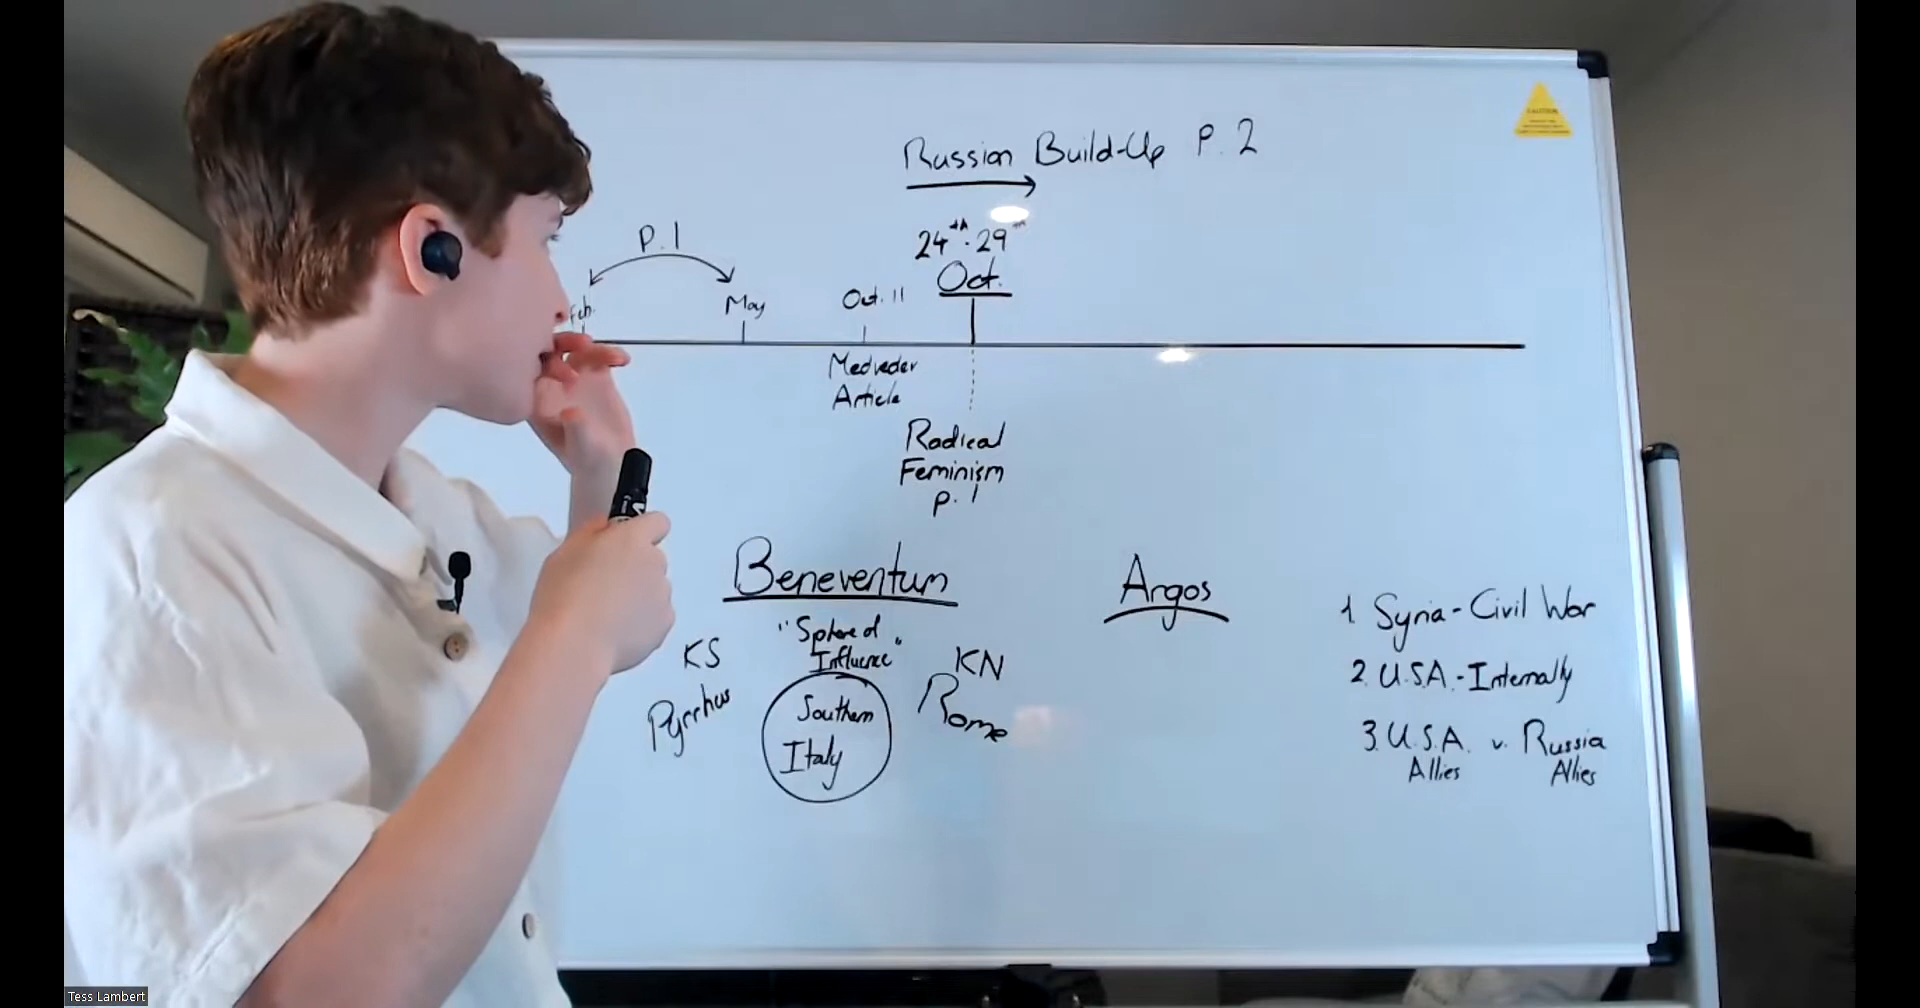 Russian Build-Up P. 2
24th. 29th
Oct.
P. 1
Feb.
May
Oct. 11
Medvedev
Article
Radical
Feminism
p. 1
Beneventum
Argos
"Sphere of
Influence"
KS
KN
Pyrrhus
Rome
Southern
Italy
1. Syria - Civil War
2. U.S.A. - Internally
3. U.S.A. v. Russia
Allies Allies
CAUTION
Tess Lambert